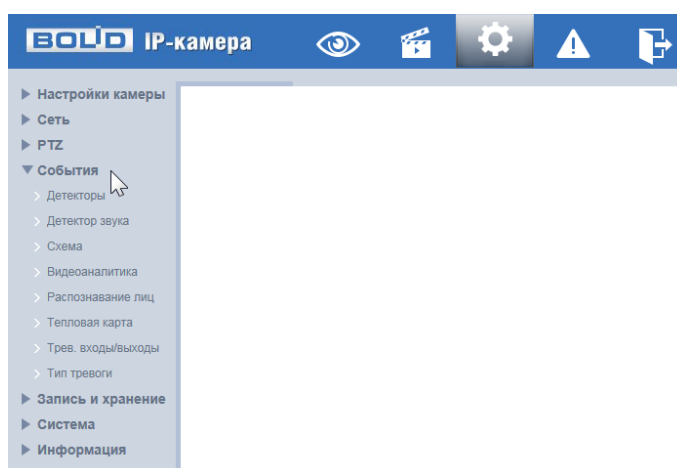 BOLID IP-камера
Настройки камеры
Сеть
PTZ
События
Детекторы
Детектор звука
Схема
Видеоаналитика
Распознавание лиц
Тепловая карта
Трев. входы/выходы
Тип тревоги
Запись и хранение
Система
Информация